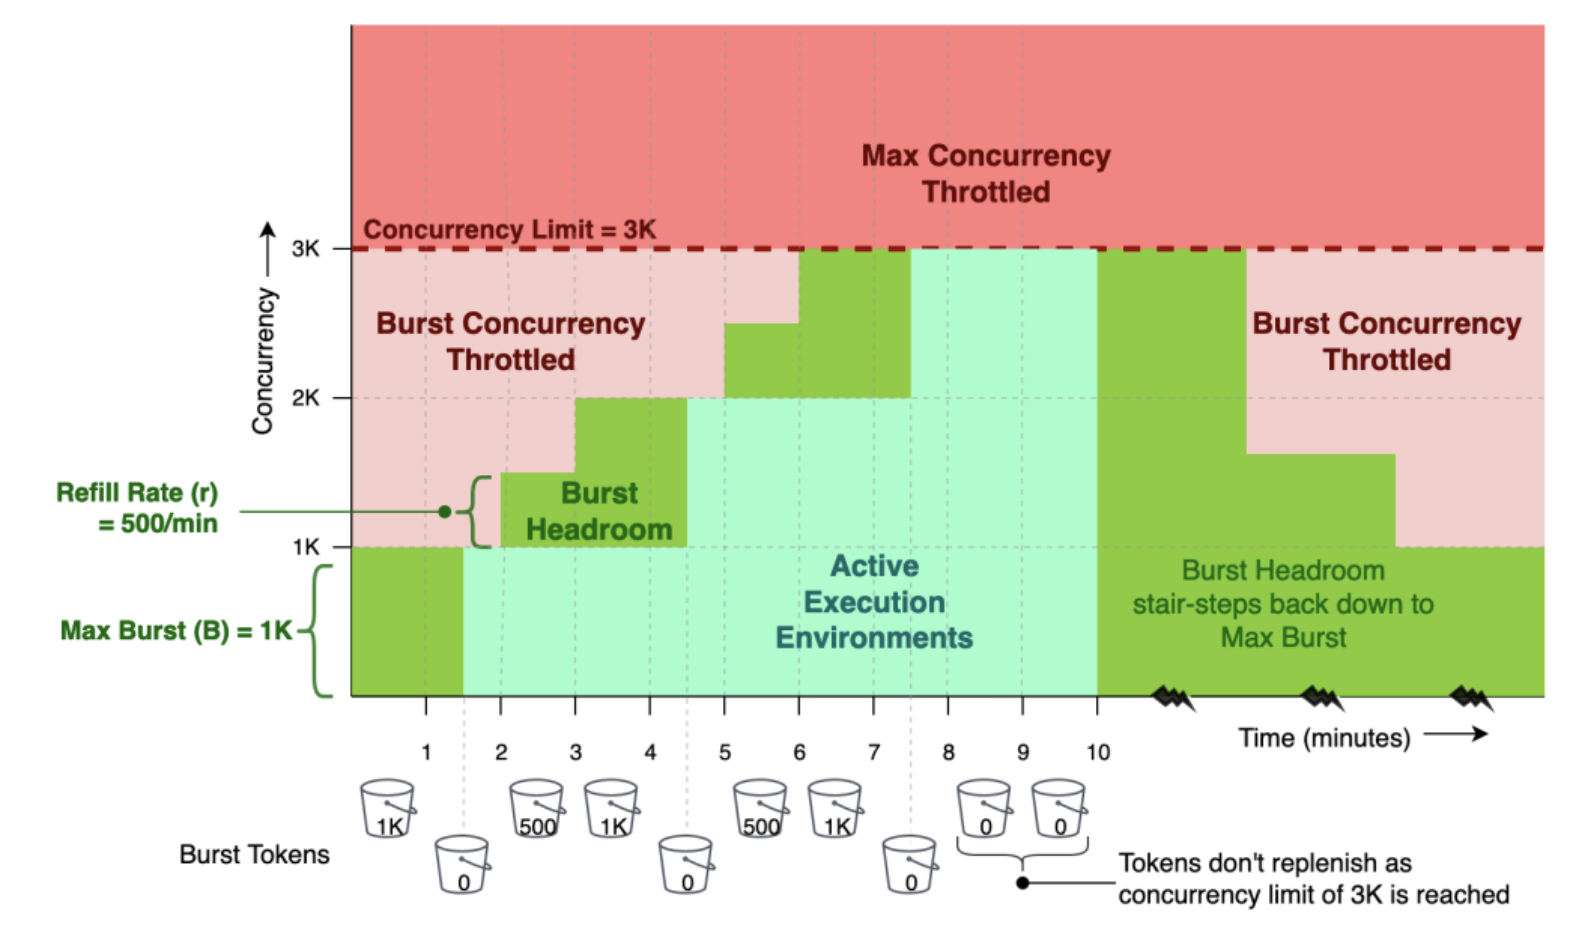 Max Concurrency
Throttled
Concurrency Limit = 3K
3K
Concurrency
Burst Concurrency
Throttled
Burst Concurrency
Throttled
2K
Refill Rate (r)
= 500/min
Burst
Headroom
1K
Active
Execution
Environments
Burst Headroom
stair-steps back down to
Max Burst
Max Burst (B) = 1K
1 2 3 4 5 6 7 8 9 10
Time (minutes)
1K 500 1K 500 1K 0 0
Burst Tokens
0 0 0
Tokens don't replenish as
concurrency limit of 3K is reached